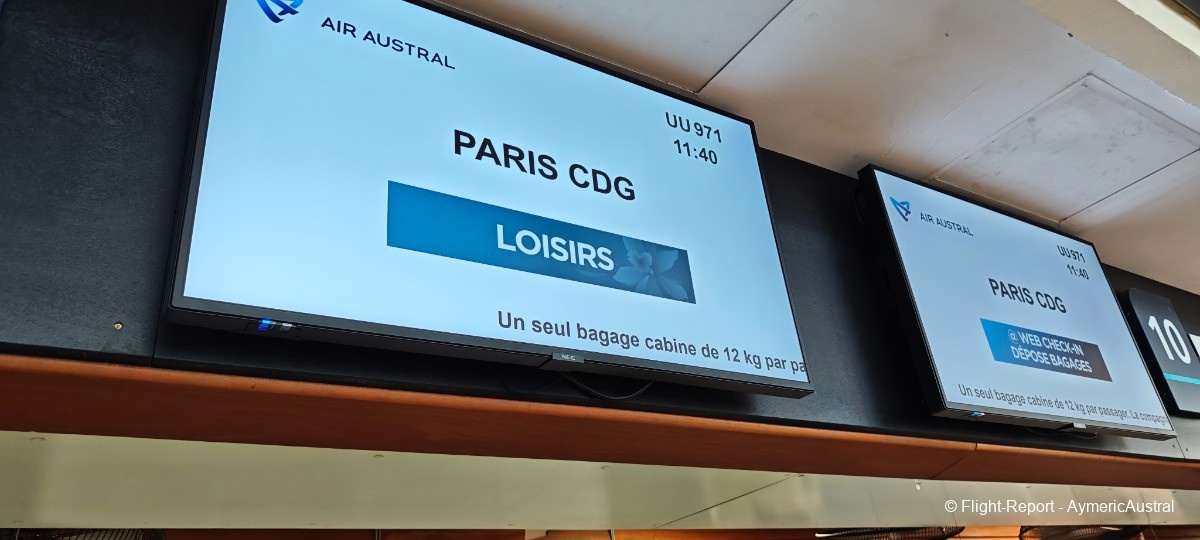 AIR AUSTRAL
UU 971
11:40
PARIS CDG
LOISIRS
Un seul bagage cabine de 12 kg par pa
NEC
AIR AUSTRAL
UU 971
11:40
PARIS CDG
@ WEB CHECK-IN
DÉPOSE BAGAGES
Un seul bagage cabine de 12 kg par passager. La compag
10
© Flight-Report - AymericAustral